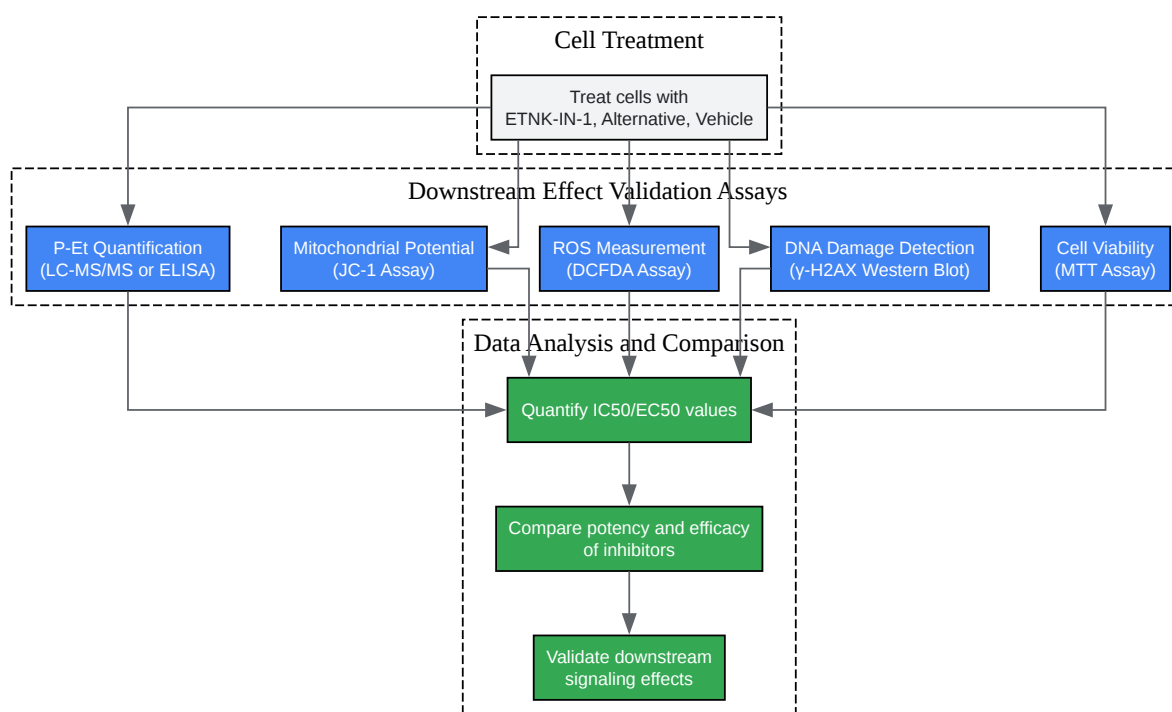 Cell Treatment
Treat cells with
ETNK-IN-1, Alternative, Vehicle
Downstream Effect Validation Assays
P-Et Quantification
(LC-MS/MS or ELISA)
Mitochondrial Potential
(JC-1 Assay)
ROS Measurement
(DCFDA Assay)
DNA Damage Detection
(γ-H2AX Western Blot)
Cell Viability
(MTT Assay)
Data Analysis and Comparison
Quantify IC50/EC50 values
Compare potency and efficacy
of inhibitors
Validate downstream
signaling effects